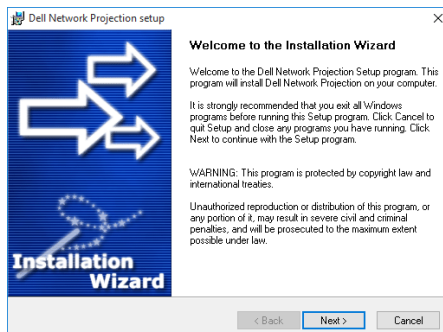 Dell Network Projection setup
Welcome to the Installation Wizard
Welcome to the Dell Network Projection Setup program. This
program will install Dell Network Projection on your computer.
It is strongly recommended that you exit all Windows
programs before running this Setup program. Click Cancel to
quit Setup and close any programs you have running. Click
Next to continue with the Setup program.
WARNING: This program is protected by copyright law and
international treaties.
Unauthorized reproduction or distribution of this program, or
any portion of it, may result in severe civil and criminal
penalties, and will be prosecuted to the maximum extent
possible under law.
Installation
Wizard
< Back Next > Cancel